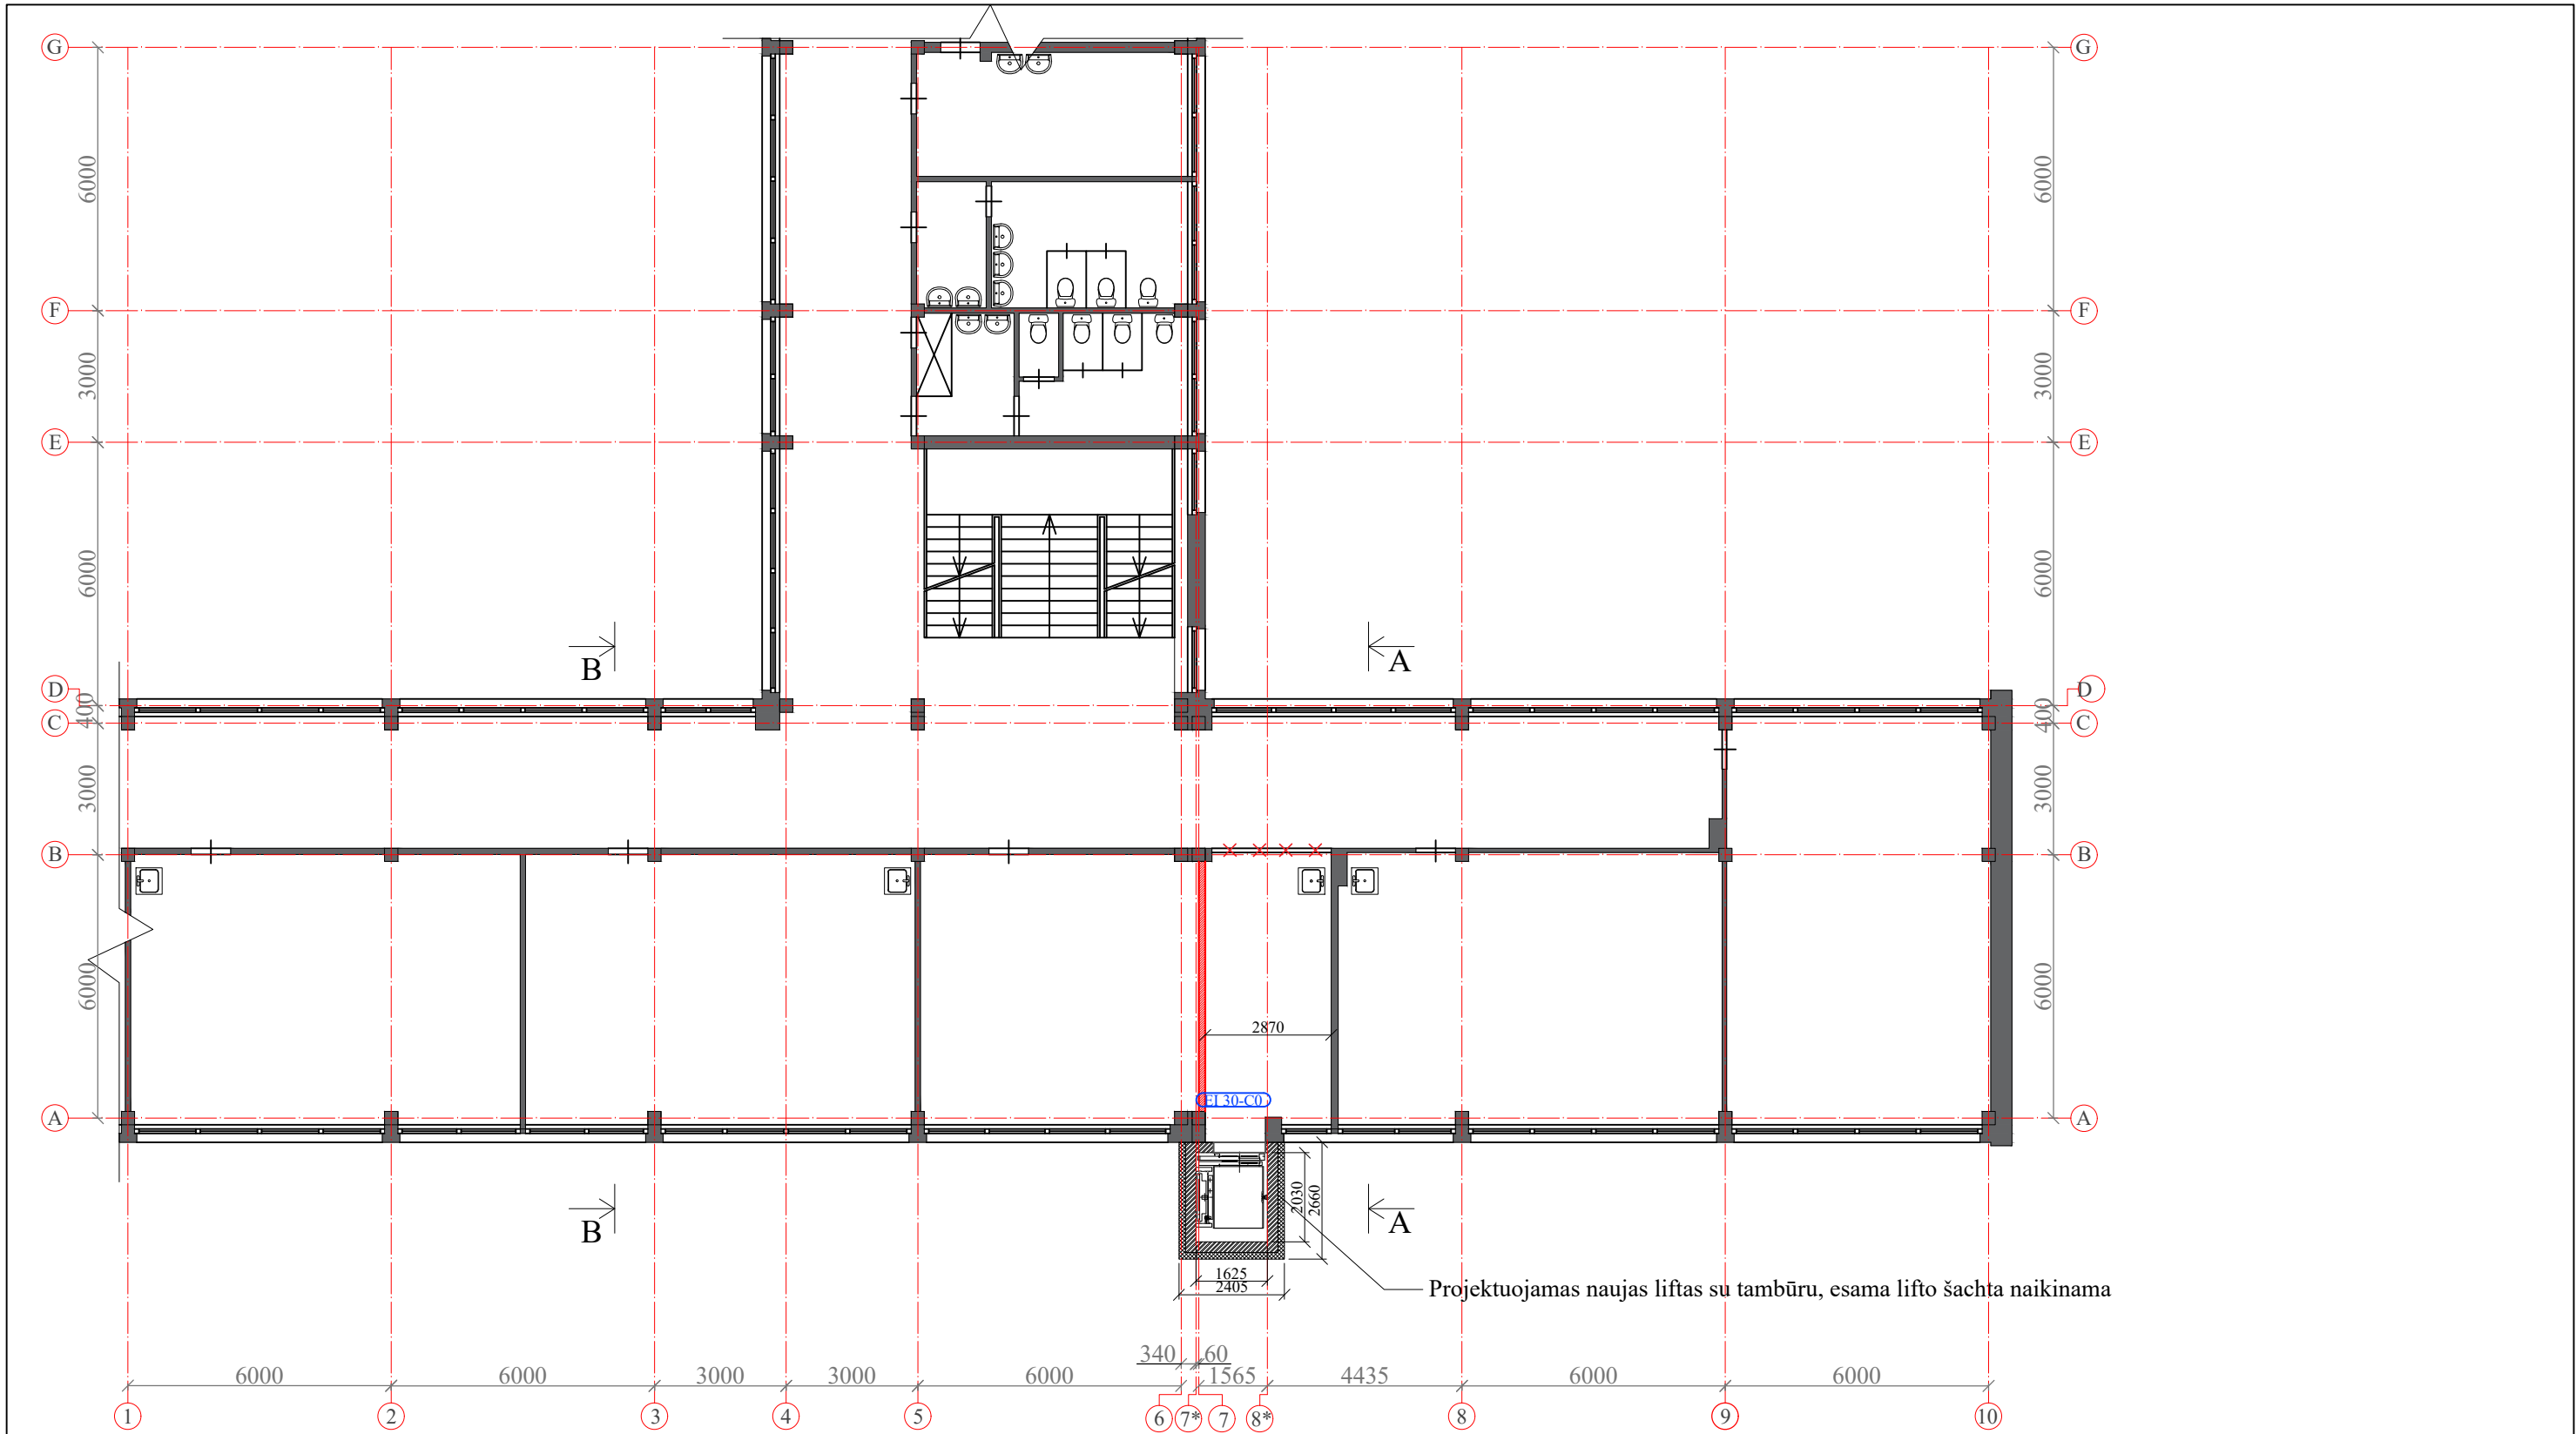 G
G
6000
6000
F
F
3000
3000
E
E
6000
6000
B
A
D
D
400
400
C
C
3000
3000
B
B
6000
6000
2870
EI 30-C0
A
A
2030
2660
B
A
1625
2405
Projektuojamas naujas liftas su tambūru, esama lifto šachta naikinama
340
60
6000
6000
3000
3000
6000
1565
4435
6000
6000
1
2
3
4
5
6
7*
7
8*
8
9
10